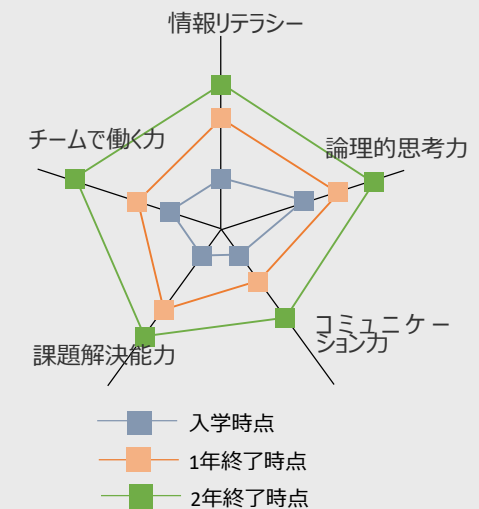 情報リテラシー
チームで働く力
論理的思考力
コミュニケー
ション力
課題解決能力
入学時点
1年終了時点
2年終了時点